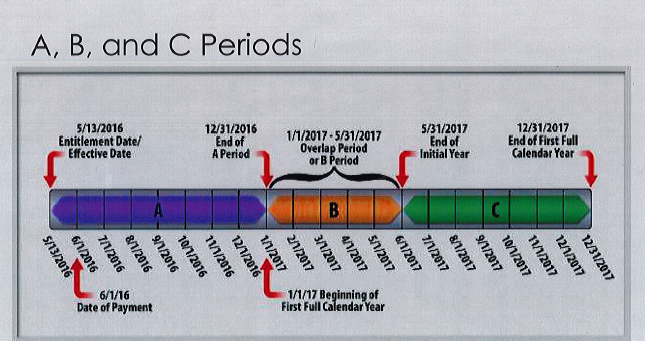 A, B, and C Periods
5/13/2016
Entitlement Date/
Effective Date
12/31/2016
End of
A Period
1/1/2017 - 5/31/2017
Overlap Period
or B Period
5/31/2017
End of
Initial Year
12/31/2017
End of First Full
Calendar Year
A
B
C
5/13/2016
6/1/2016
7/1/2016
8/1/2016
9/1/2016
10/1/2016
11/1/2016
12/1/2016
1/1/2017
2/1/2017
3/1/2017
4/1/2017
5/1/2017
6/1/2017
7/1/2017
8/1/2017
9/1/2017
10/1/2017
11/1/2017
12/1/2017
12/31/2017
6/1/16
Date of Payment
1/1/17 Beginning of
First Full Calendar Year